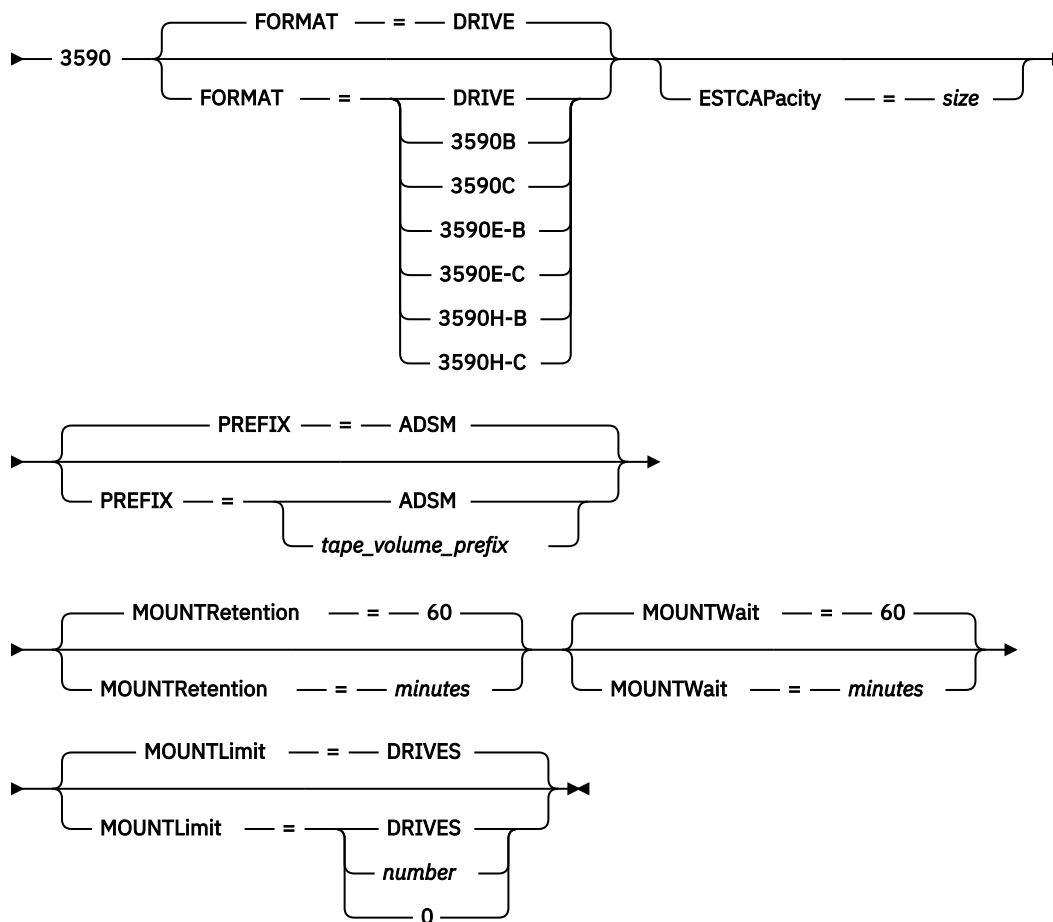 FORMAT = DRIVE
3590
FORMAT = DRIVE
ESTCAPacity = size
3590B
3590C
3590E-B
3590E-C
3590H-B
3590H-C
PREFIX = ADSM
PREFIX = ADSM
tape_volume_prefix
MOUNTRetention = 60 MOUNTWait = 60
MOUNTRetention = minutes MOUNTWait = minutes
MOUNTLimit = DRIVES
MOUNTLimit = DRIVES
number
0